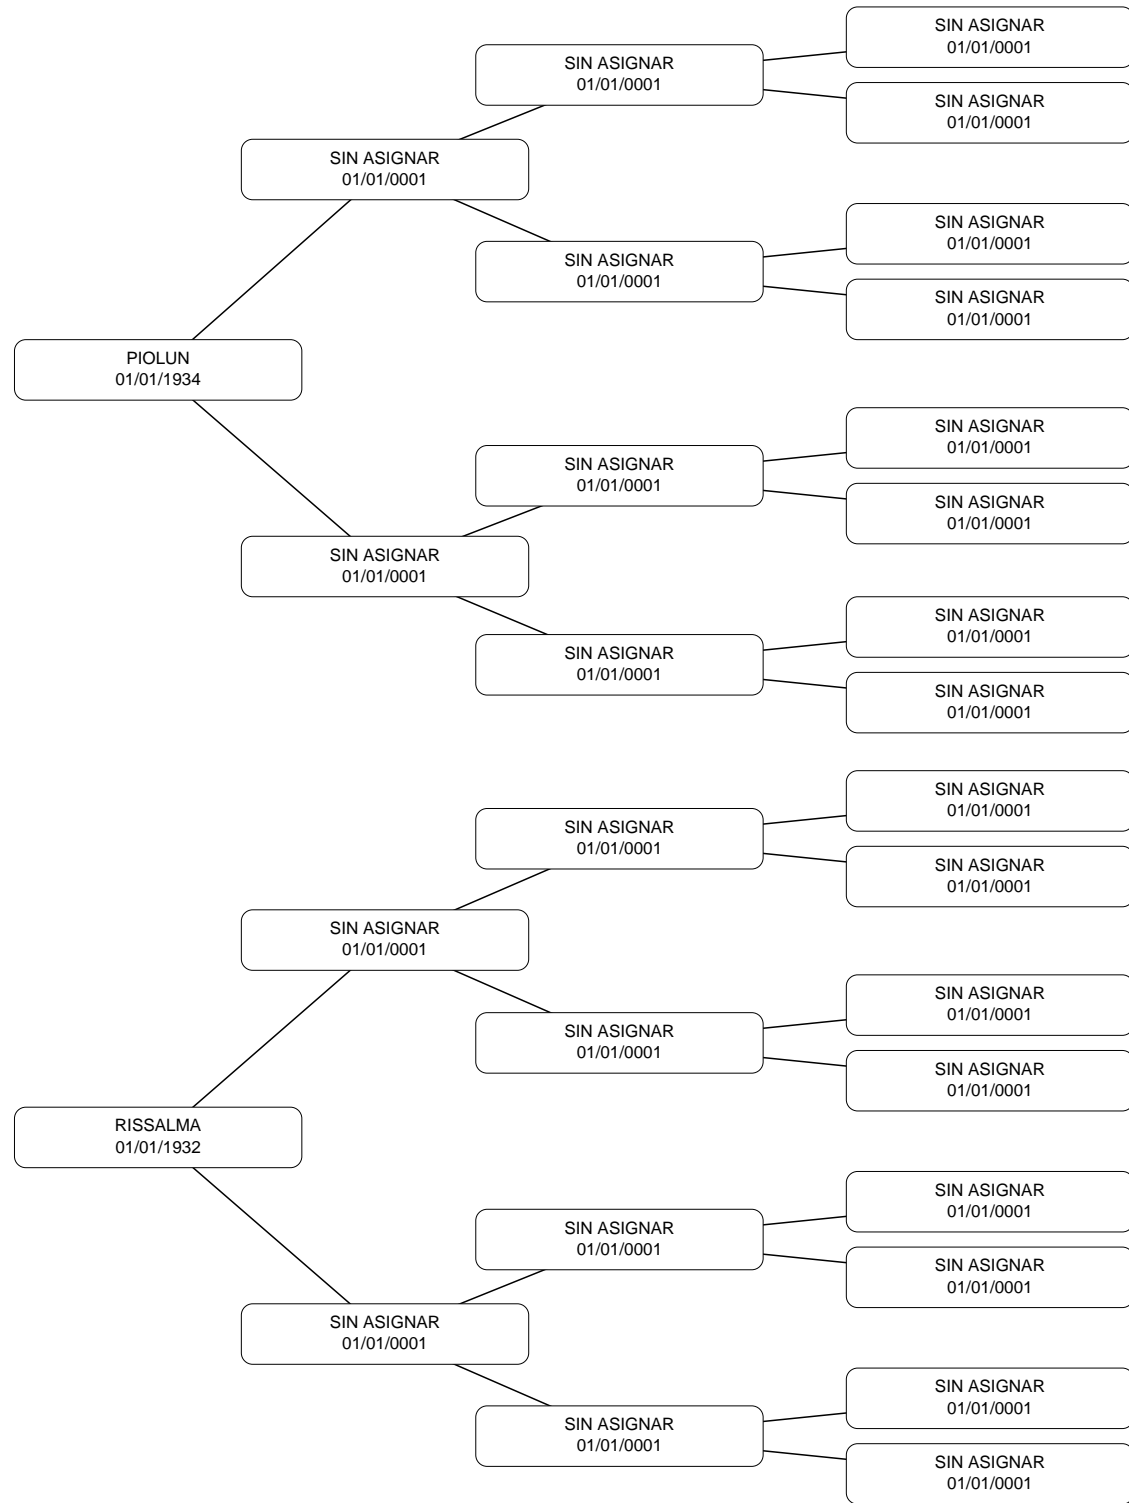 SIN ASIGNAR
01/01/0001
SIN ASIGNAR
01/01/0001
SIN ASIGNAR
01/01/0001
SIN ASIGNAR
01/01/0001
SIN ASIGNAR
01/01/0001
SIN ASIGNAR
01/01/0001
SIN ASIGNAR
01/01/0001
PIOLUN
01/01/1934
SIN ASIGNAR
01/01/0001
SIN ASIGNAR
01/01/0001
SIN ASIGNAR
01/01/0001
SIN ASIGNAR
01/01/0001
SIN ASIGNAR
01/01/0001
SIN ASIGNAR
01/01/0001
SIN ASIGNAR
01/01/0001
SIN ASIGNAR
01/01/0001
SIN ASIGNAR
01/01/0001
SIN ASIGNAR
01/01/0001
SIN ASIGNAR
01/01/0001
SIN ASIGNAR
01/01/0001
SIN ASIGNAR
01/01/0001
SIN ASIGNAR
01/01/0001
RISSALMA
01/01/1932
SIN ASIGNAR
01/01/0001
SIN ASIGNAR
01/01/0001
SIN ASIGNAR
01/01/0001
SIN ASIGNAR
01/01/0001
SIN ASIGNAR
01/01/0001
SIN ASIGNAR
01/01/0001
SIN ASIGNAR
01/01/0001